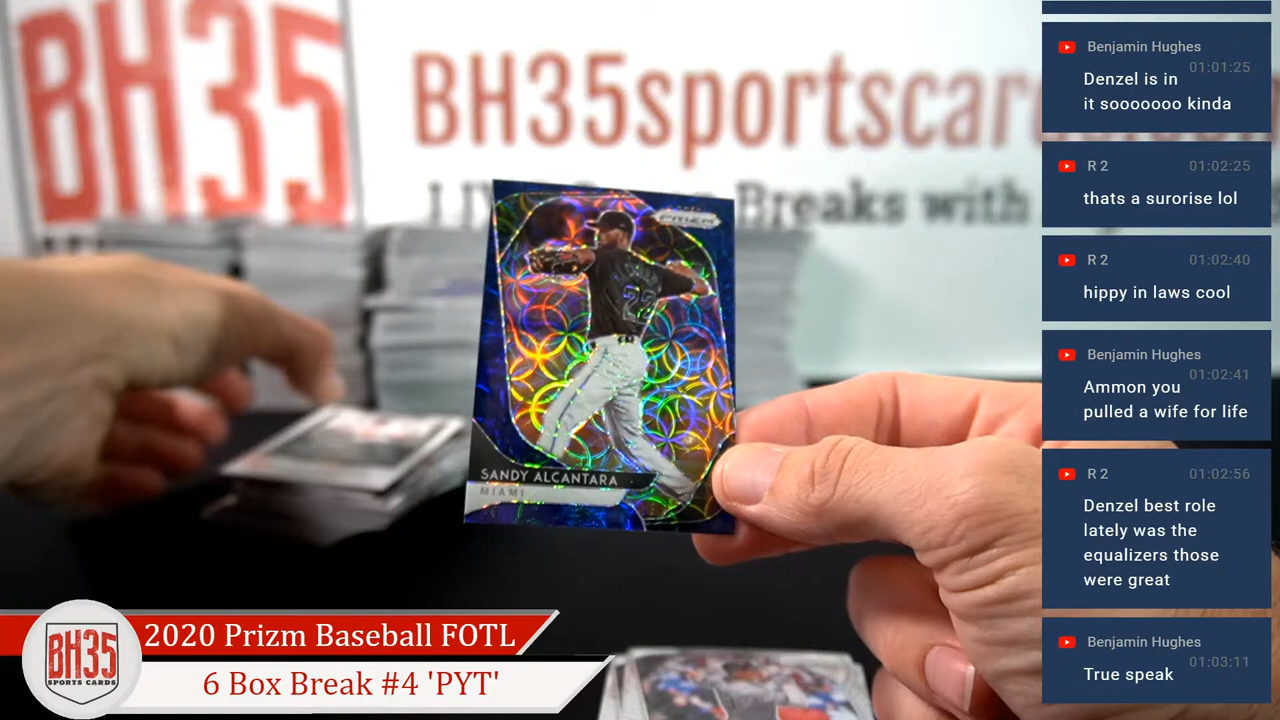 BH35
BH35sportscar
Breaks with
PRIZM
22
SANDY ALCANTARA
MIAMI
2020 Prizm Baseball FOTL
6 Box Break #4 'PYT'
BH35
SPORTS CARDS
Benjamin Hughes
01:01:25
Denzel is in
it sooooooo kinda
R 2
01:02:25
thats a surorise lol
R 2
01:02:40
hippy in laws cool
Benjamin Hughes
01:02:41
Ammon you
pulled a wife for life
R 2
01:02:56
Denzel best role
lately was the
equalizers those
were great
Benjamin Hughes
01:03:11
True speak